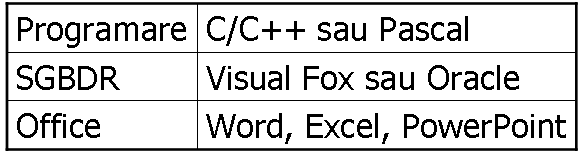 Programare C/C++ sau Pascal
SGBDR Visual Fox sau Oracle
Office Word, Excel, PowerPoint